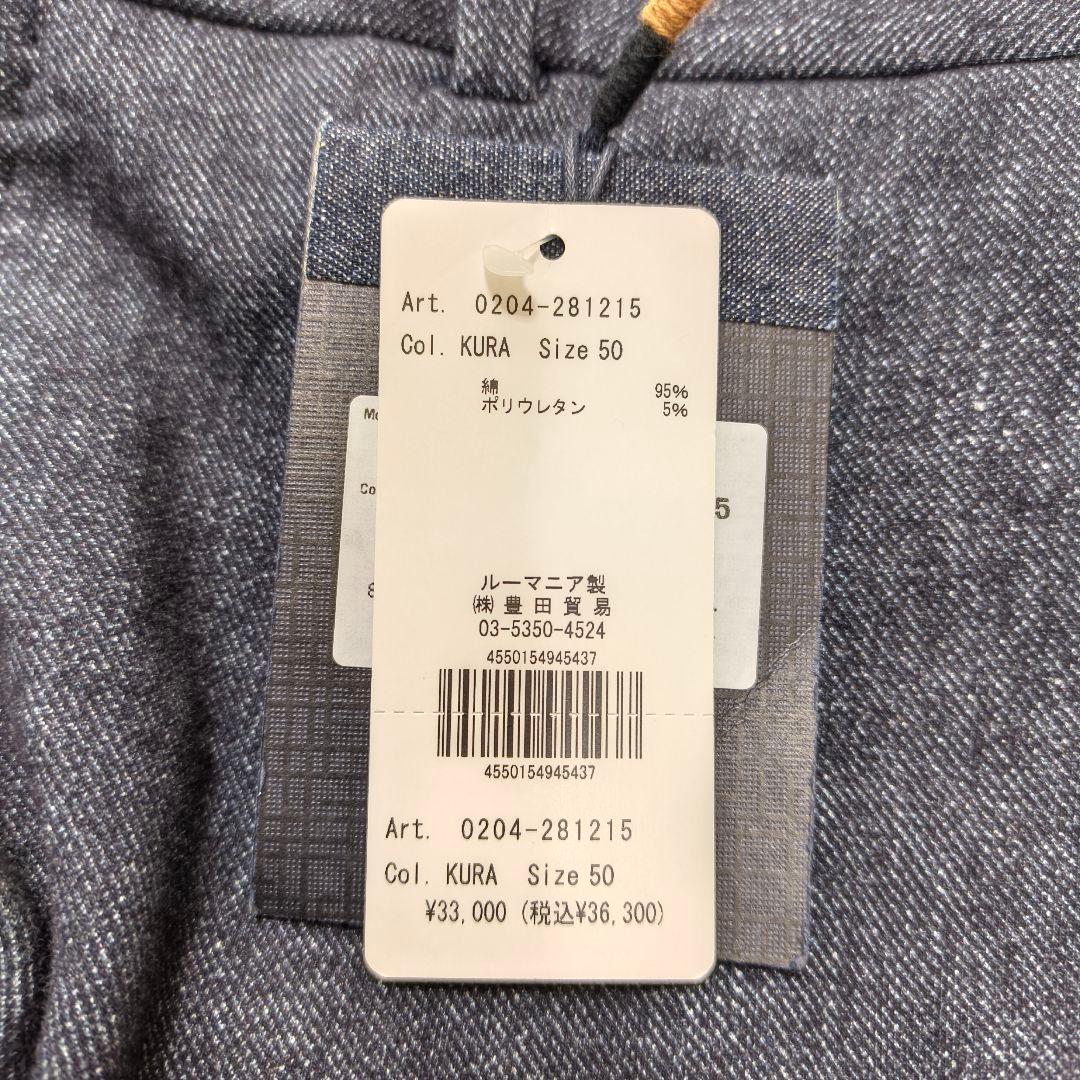 Art. 0204-281215
Col. KURA Size 50
綿 95%
ポリウレタン 5%
ルーマニア製
㈱ 豊田貿易
03-5350-4524
4550154945437
4550154945437
Art. 0204-281215
Col. KURA Size 50
¥33,000 (税込¥36,300)